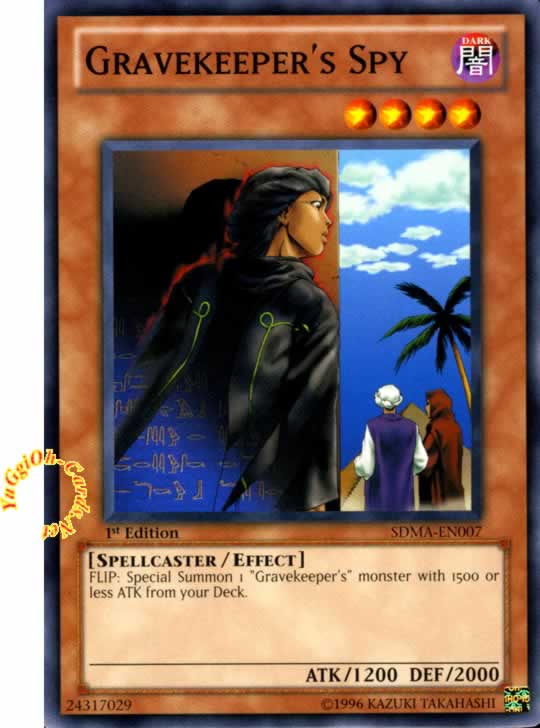 GRAVEKEEPER'S SPY
DARK
闇
1st Edition
SDMA-EN007
[SPELLCASTER/EFFECT]
FLIP: Special Summon 1 "Gravekeeper's" monster with 1500 or
less ATK from your Deck.
ATK/1200 DEF/2000
24317029
©1996 KAZUKI TAKAHASHI
YuGgiOh-Cards.Net